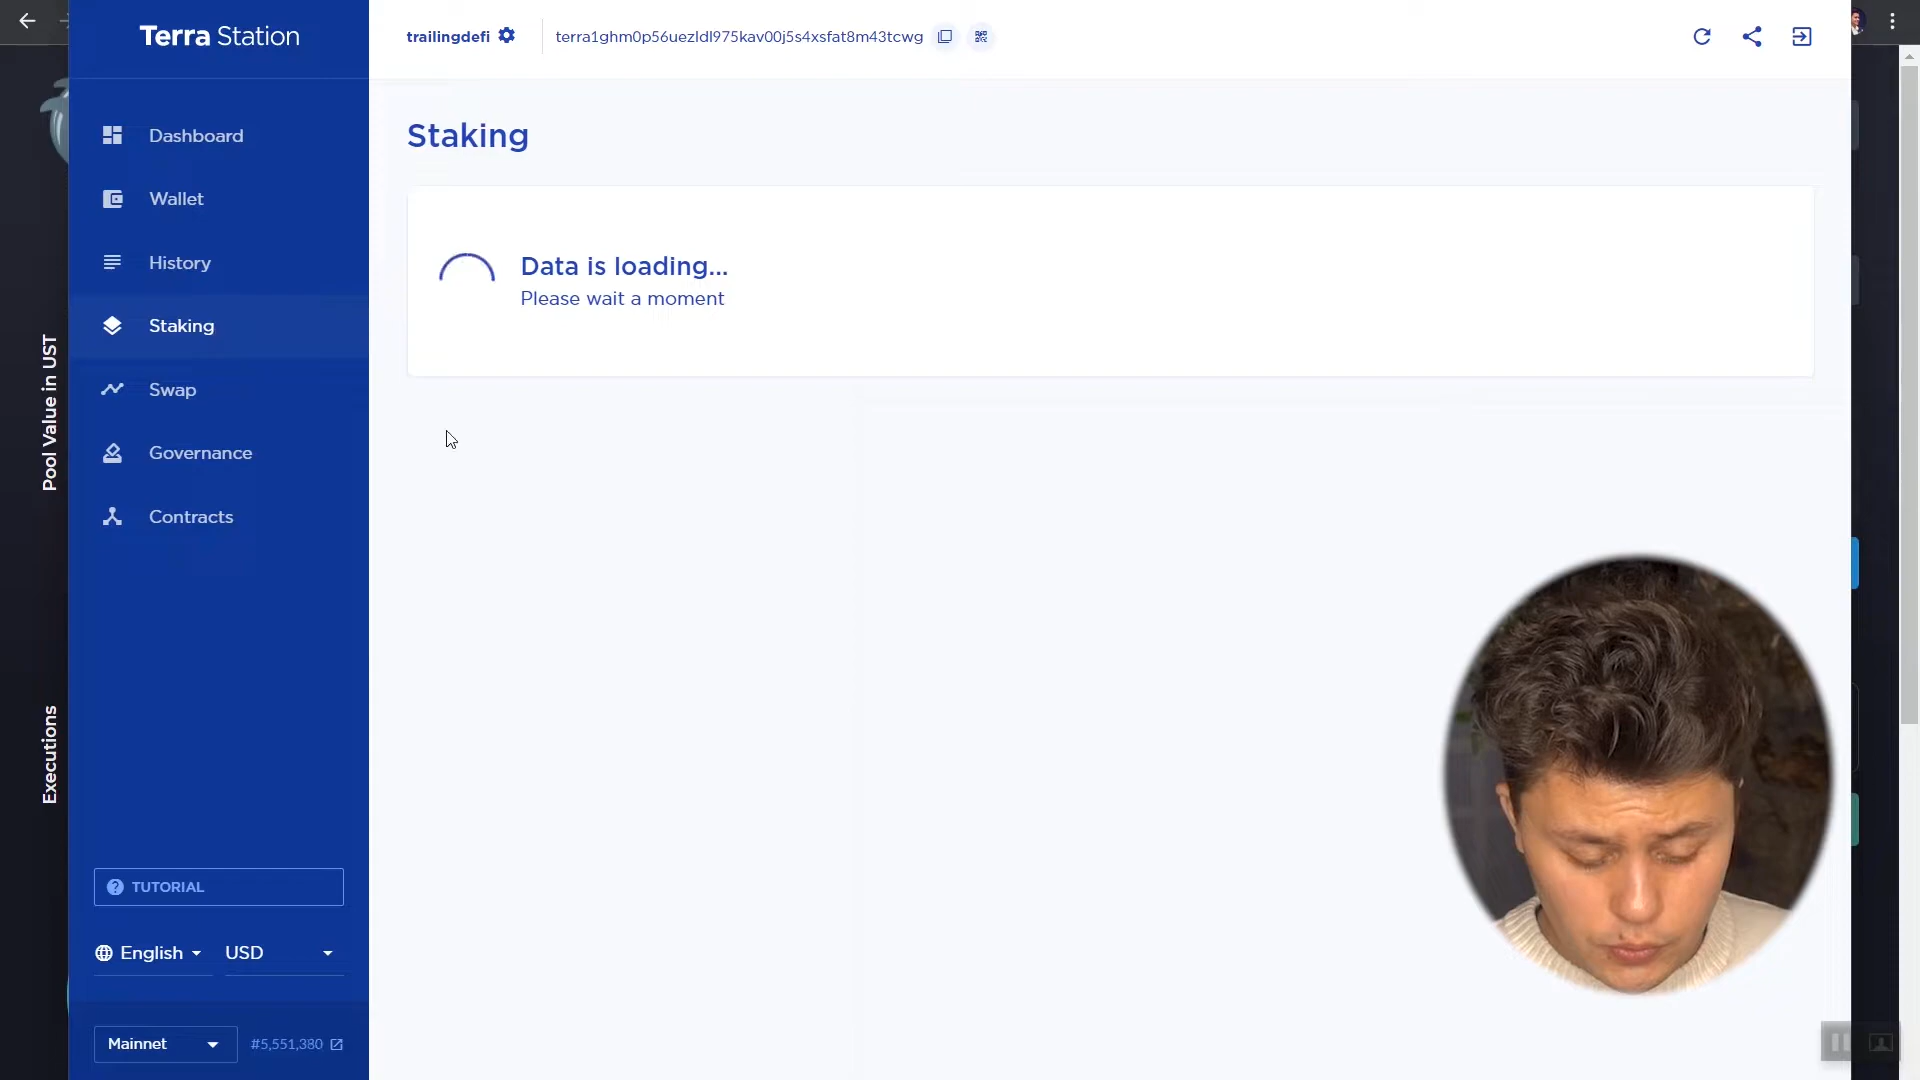 Terra Station
trailingdefi
terra1ghm0p56uezldl975kav00j5s4xsfat8m43tcwg
Dashboard
Wallet
History
Staking
Swap
Governance
Contracts
TUTORIAL
English
USD
Mainnet
#5,551,380
Staking
Data is loading...
Please wait a moment
Pool Value in UST
Executions